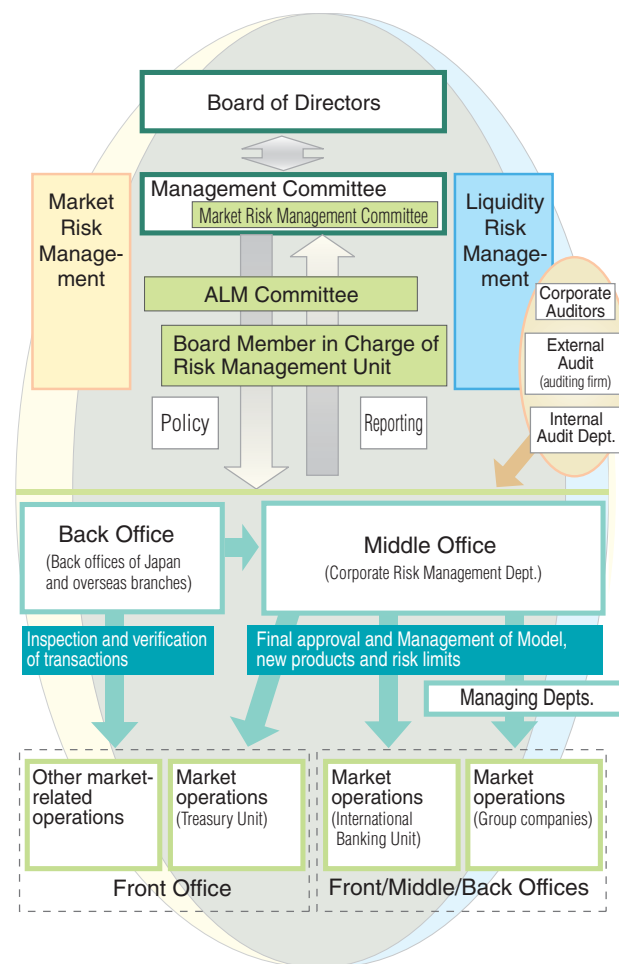 Board of Directors
Management Committee
Market Risk Management Committee
Market
Risk
Manage-
ment
Liquidity
Risk
Management
ALM Committee
Board Member in Charge of
Risk Management Unit
Corporate
Auditors
External
Audit
(auditing firm)
Internal
Audit Dept.
Policy
Reporting
Back Office
(Back offices of Japan
and overseas branches)
Middle Office
(Corporate Risk Management Dept.)
Inspection and verification
of transactions
Final approval and Management of Model,
new products and risk limits
Managing Depts.
Other market-
related
operations
Market
operations
(Treasury Unit)
Market
operations
(International
Banking Unit)
Market
operations
(Group companies)
Front Office
Front/Middle/Back Offices